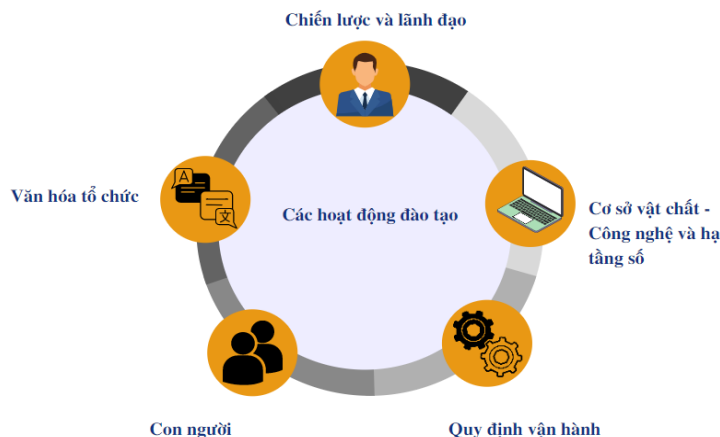 Chiến lược và lãnh đạo
A
文
Văn hóa tổ chức
Các hoạt động đào tạo
Cơ sở vật chất -
Công nghệ và hạ
tầng số
Con người
Quy định vận hành